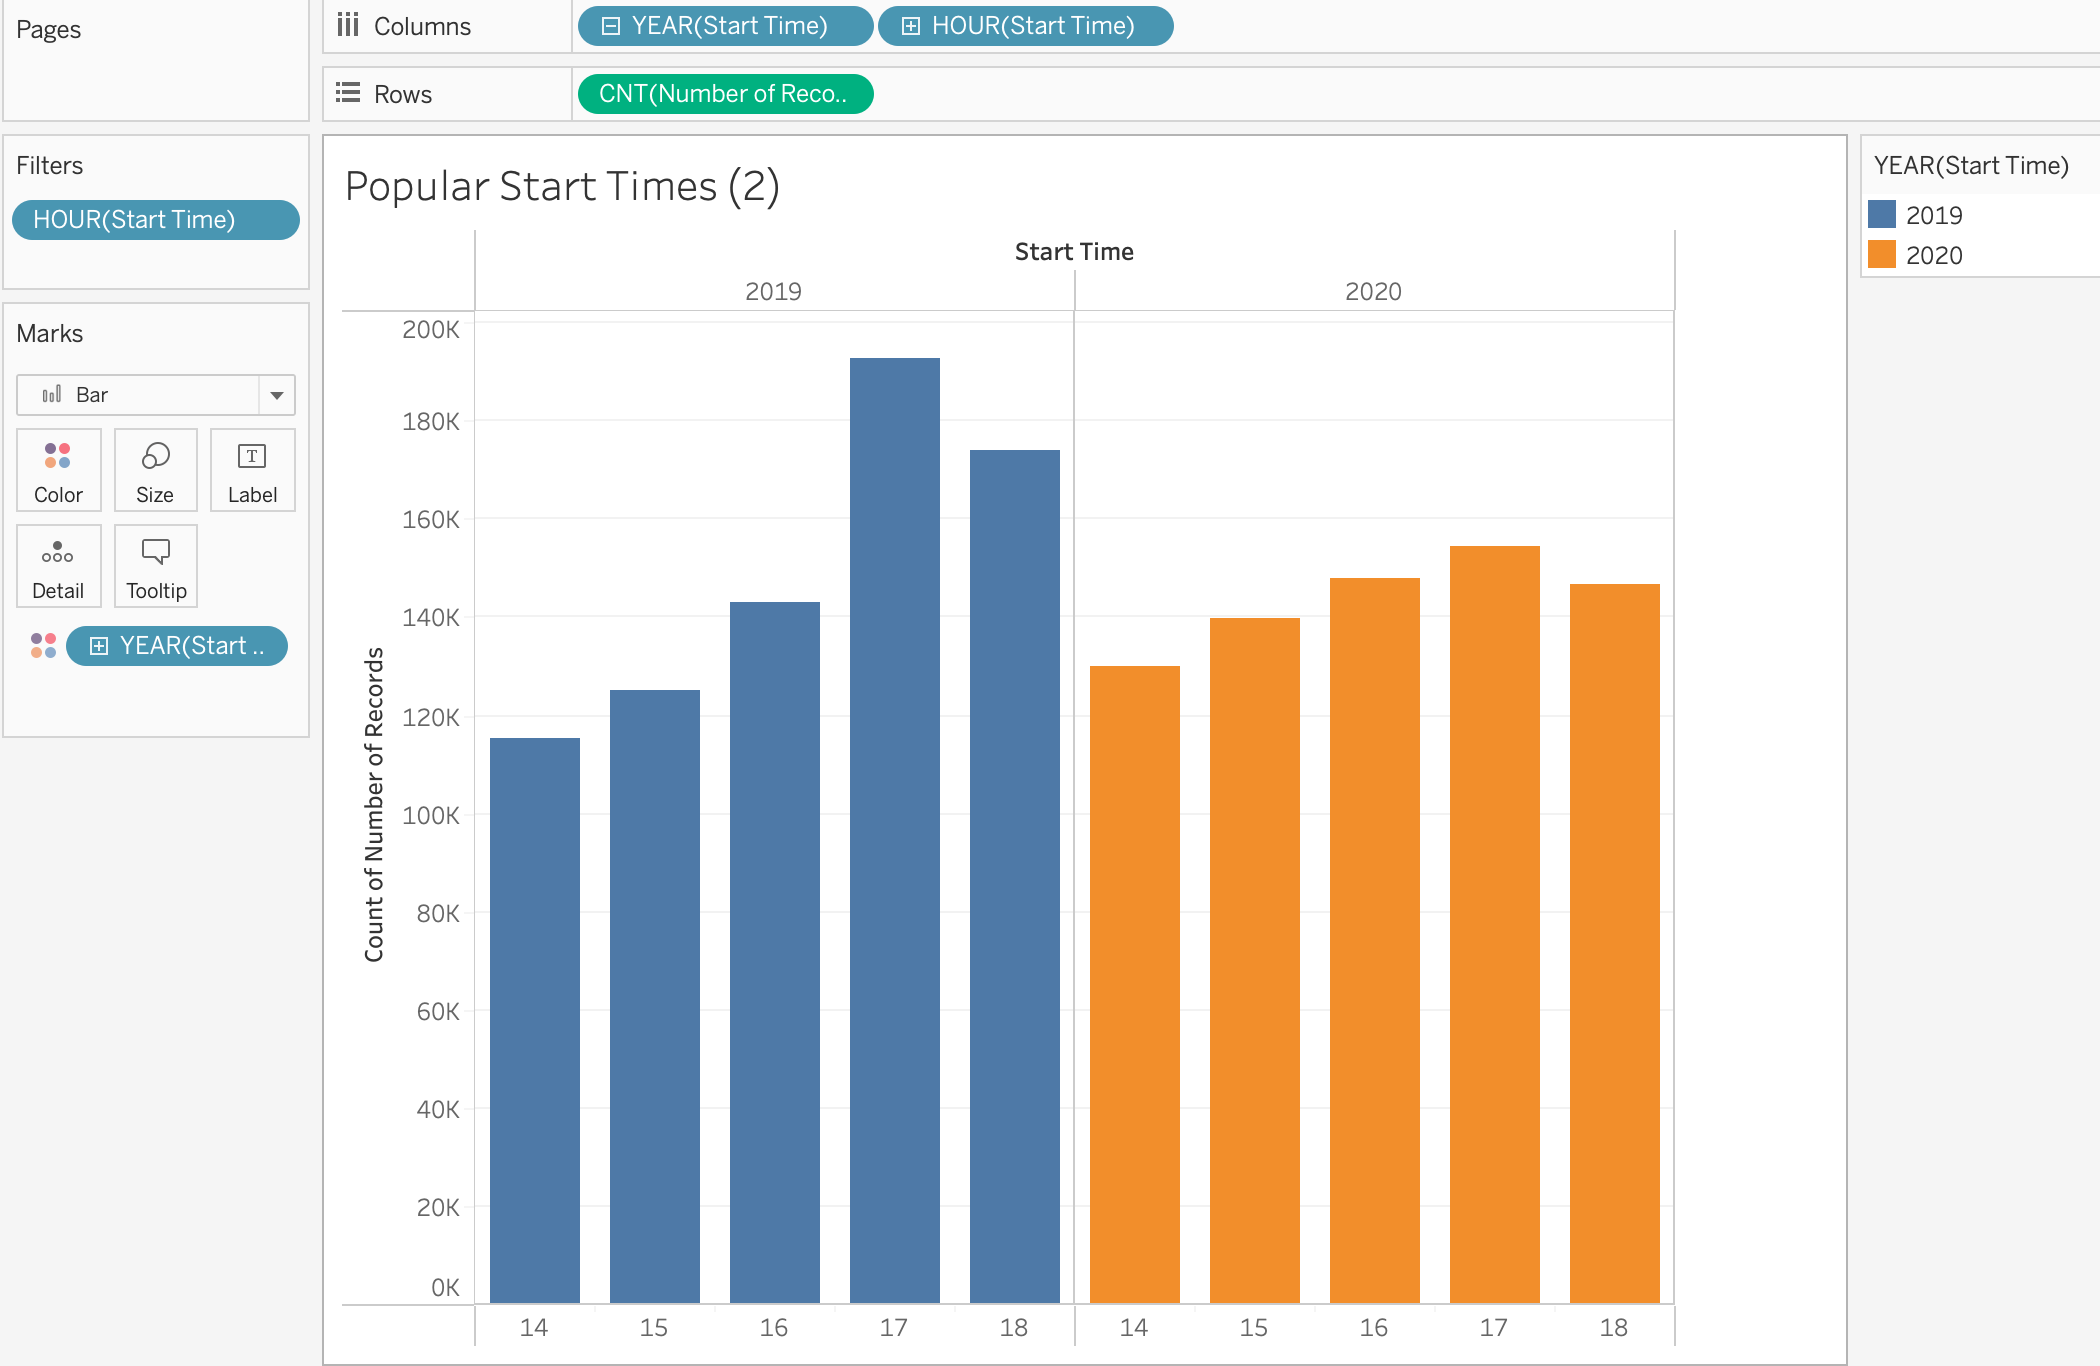 Pages
Columns
YEAR(Start Time)
HOUR(Start Time)
Rows
CNT(Number of Reco..
Filters
HOUR(Start Time)
Marks
Bar
Color
Size
T
Label
Detail
Tooltip
YEAR(Start ..
Popular Start Times (2)
Start Time
2019
2020
Count of Number of Records
200K
180K
160K
140K
120K
100K
80K
60K
40K
20K
0K
14 15 16 17 18 14 15 16 17 18
YEAR(Start Time)
2019
2020